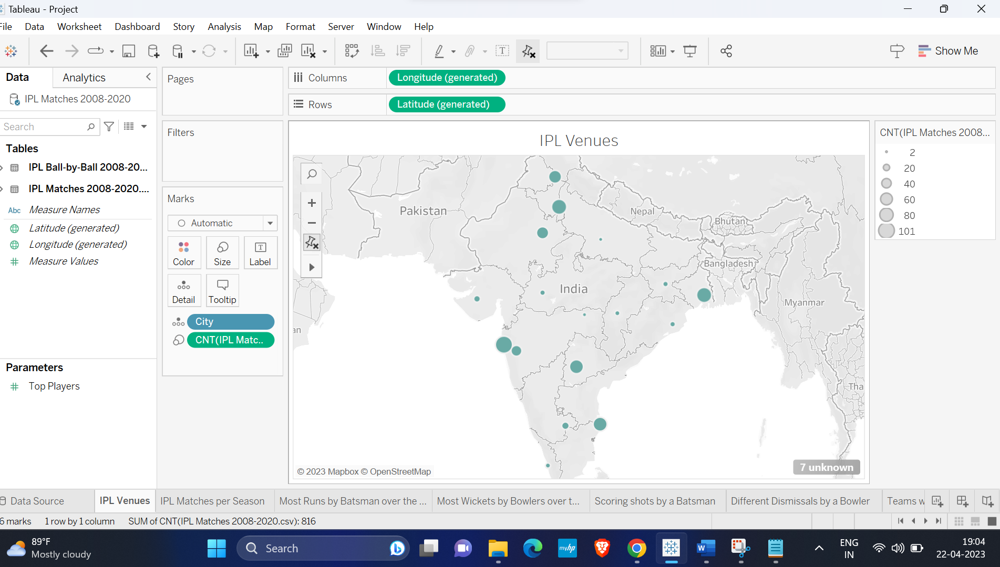 Tableau - Project
File Data Worksheet Dashboard Story Analysis Map Format Server Window Help
Show Me
Data Analytics
IPL Matches 2008-2020
Search
Tables
IPL Ball-by-Ball 2008-20...
IPL Matches 2008-2020....
Abc Measure Names
Latitude (generated)
Longitude (generated)
Measure Values
Parameters
Top Players
Pages
Filters
Marks
Automatic
Color Size Label
Detail Tooltip
City
CNT(IPL Matc..
Columns Longitude (generated)
Rows Latitude (generated)
IPL Venues
Pakistan
Nepal
Bhutan
Bangladesh
India
Myanmar
an
Tha
© 2023 Mapbox © OpenStreetMap
7 unknown
CNT(IPL Matches 2008...
2
20
40
60
80
101
Data Source IPL Venues IPL Matches per Season Most Runs by Batsman over the ... Most Wickets by Bowlers over t... Scoring shots by a Batsman Different Dismissals by a Bowler Teams w
6 marks 1 row by 1 column SUM of CNT(IPL Matches 2008-2020.csv): 816
89°F
Mostly cloudy
Search
myhp
W
ENG
IN
19:04
22-04-2023